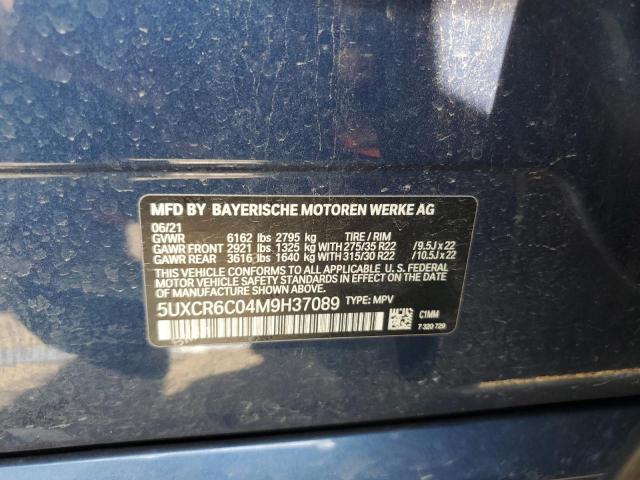 MFD BY BAYERISCHE MOTOREN WERKE AG
06/21
GVWR 6162 lbs 2795 kg TIRE / RIM
GAWR FRONT 2921 lbs 1325 kg WITH 275/35 R22 /9.5J x 22
GAWR REAR 3616 lbs 1640 kg WITH 315/30 R22 /10.5J x 22
THIS VEHICLE CONFORMS TO ALL APPLICABLE U.S. FEDERAL
MOTOR VEHICLE SAFETY STANDARDS IN EFFECT ON THE DATE
OF MANUFACTURE SHOWN ABOVE.
5UXCR6C04M9H37089 TYPE: MPV
C1MM
7 320 729